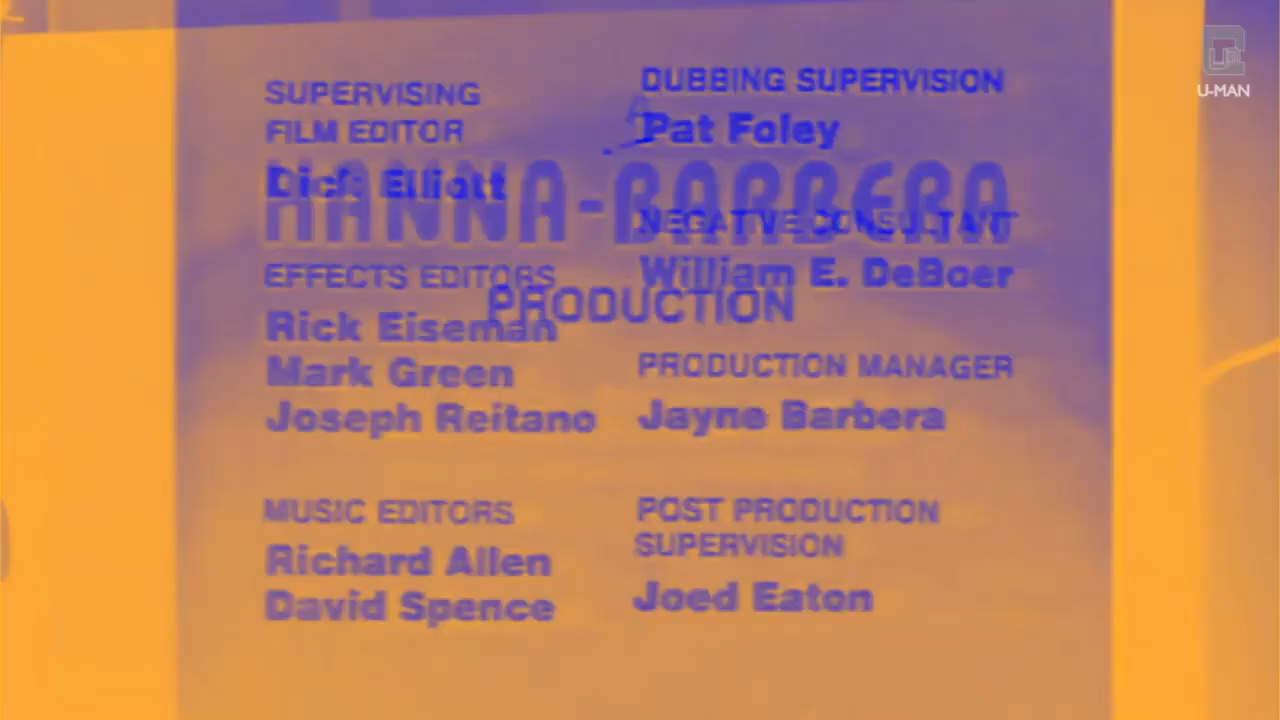 SUPERVISING
FILM EDITOR
Dick Elliott
EFFECTS EDITORS
Rick Eiseman
Mark Green
Joseph Reitano
MUSIC EDITORS
Richard Allen
David Spence
DUBBING SUPERVISION
Pat Foley
NEGATIVE CONSULTANT
William E. DeBoer
PRODUCTION MANAGER
Jayne Barbera
POST PRODUCTION
SUPERVISION
Joed Eaton
A
HANNA-BARBERA
PRODUCTION
U-MAN